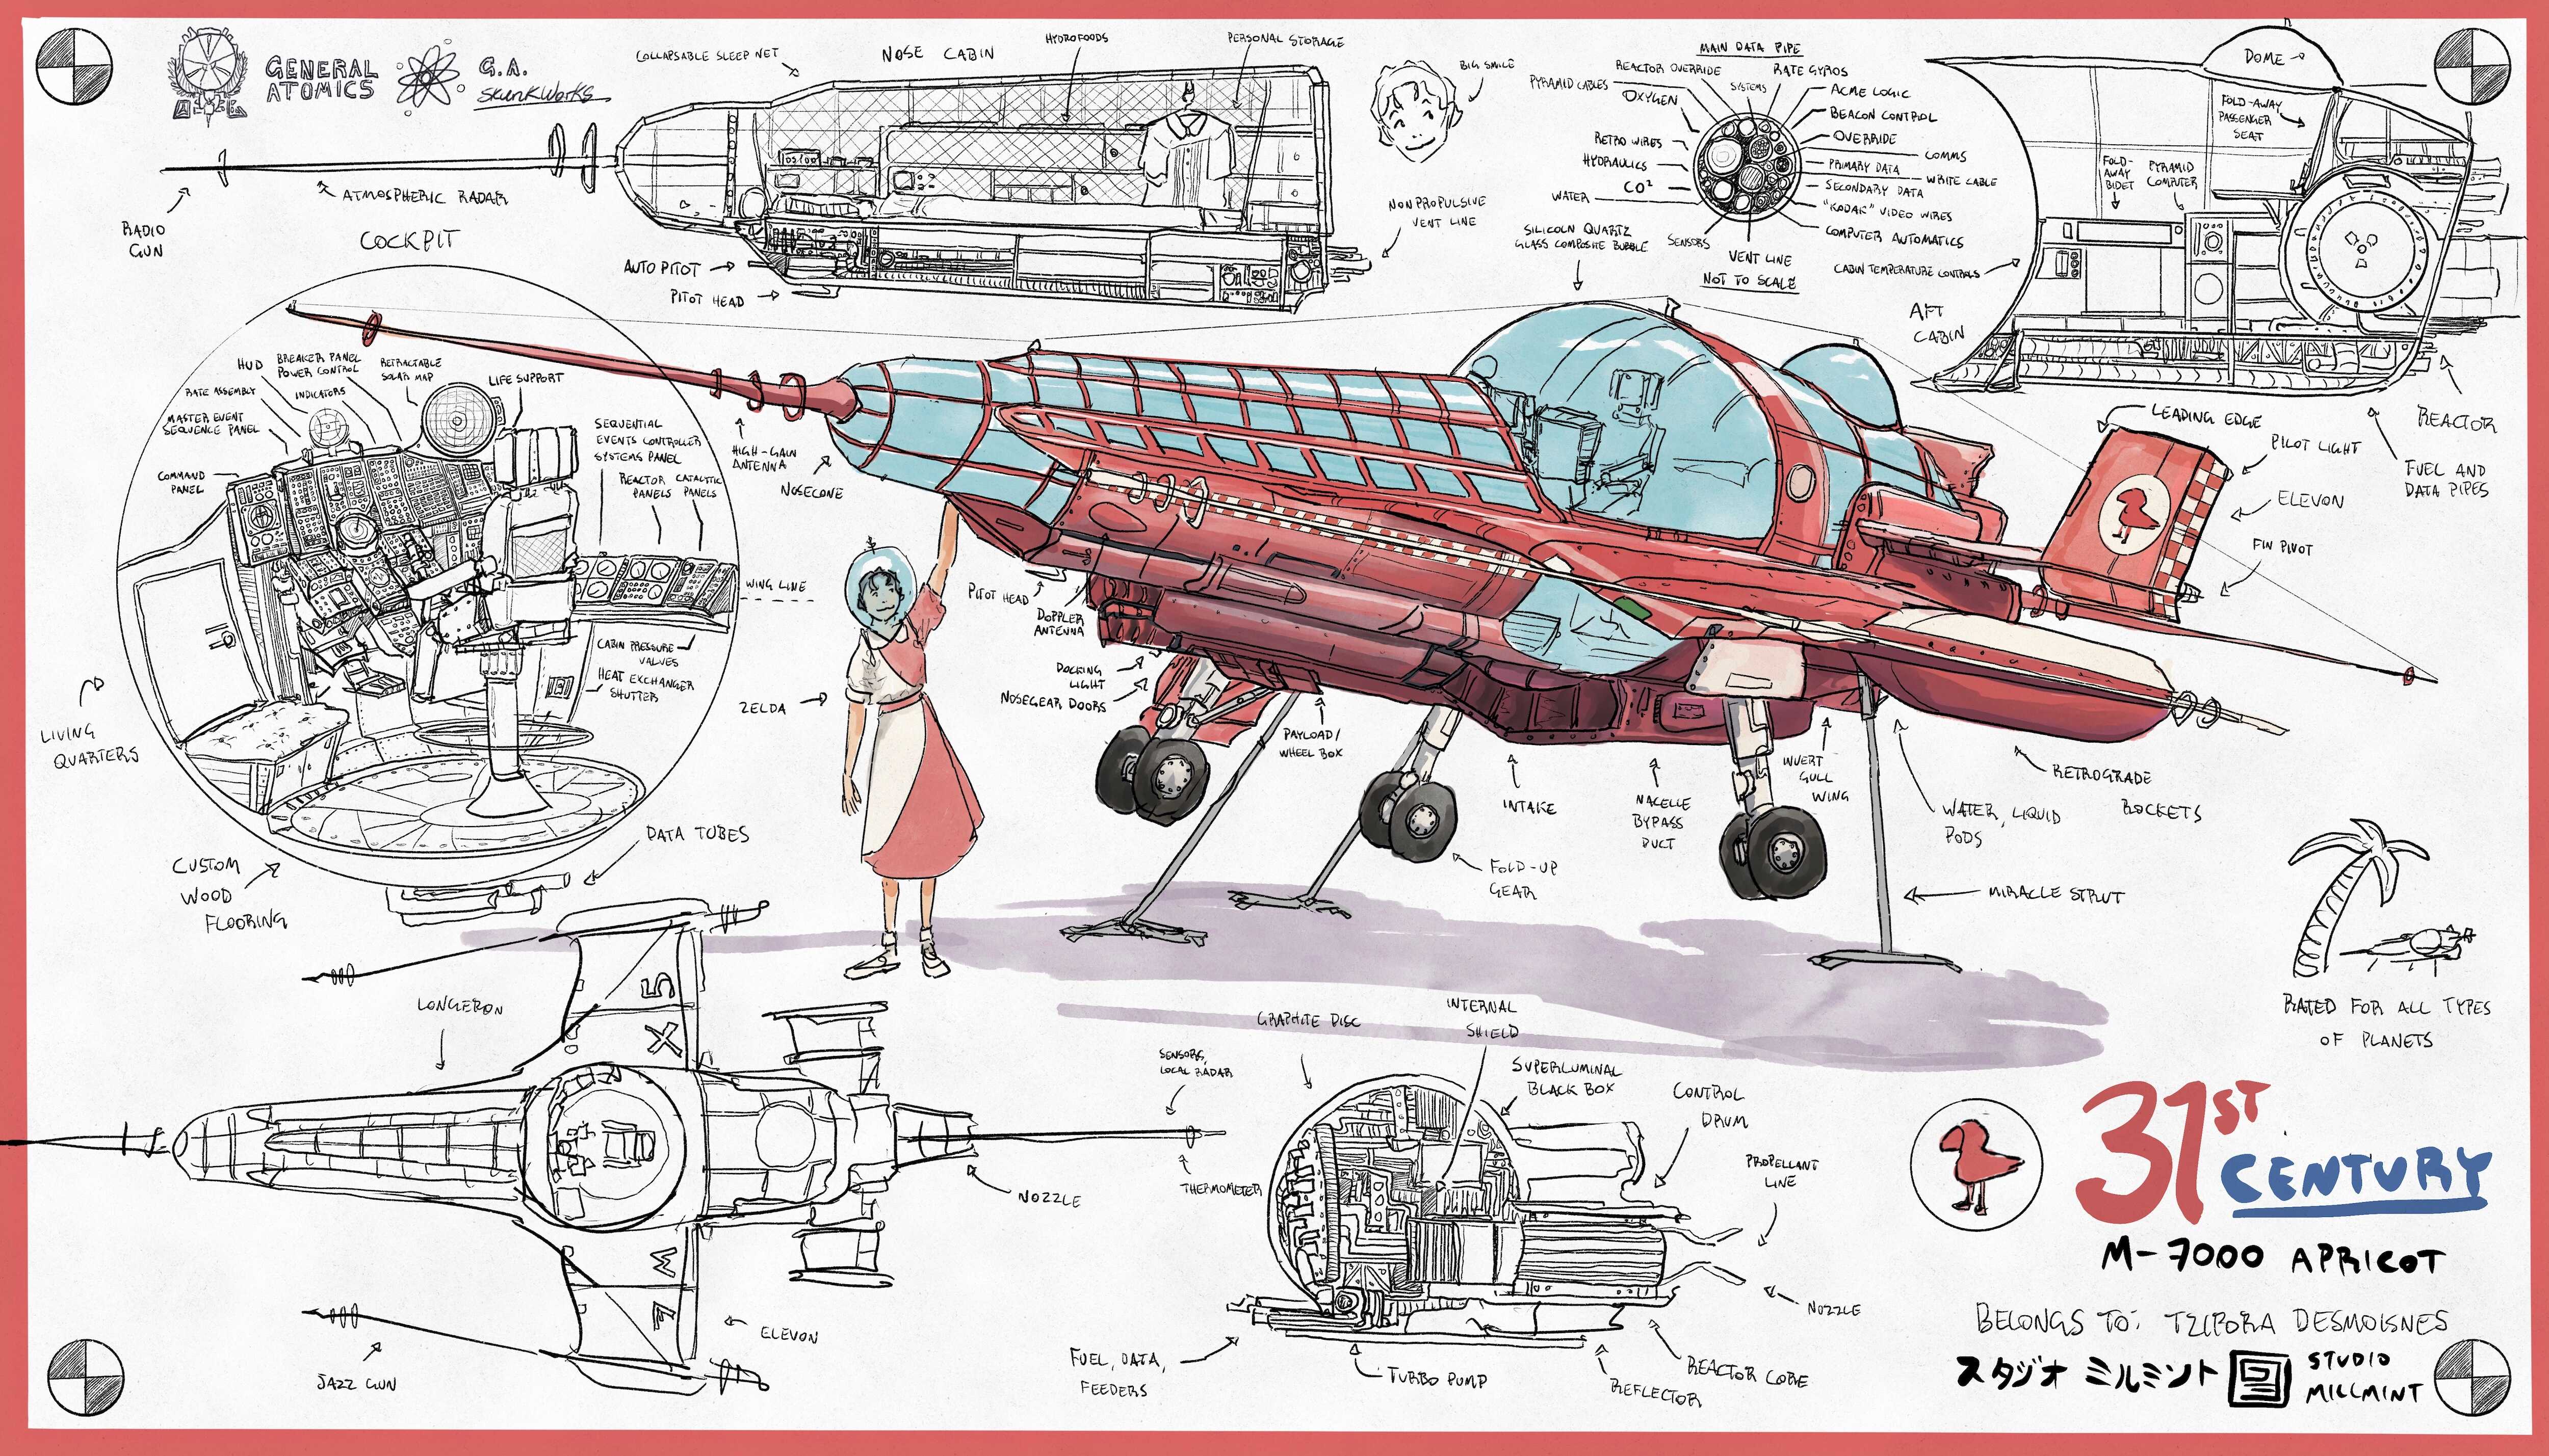 GENERAL
ATOMICS
G.A.
SKUNKWORKS
COLLAPSABLE SLEEP NET
NOSE CABIN
HYDROFOODS
PERSONAL STORAGE
RADIO
GUN
ATMOSPHERIC RADAR
AUTO PITOT
PITOT HEAD
NONPROPULSIVE
VENT LINE
BIG SMILE
MAIN DATA PIPE
REACTOR OVERRIDE
PYRAMID CABLES
OXYGEN
RETRO WIRES
HYDRAULICS
CO²
WATER
SYSTEMS
RATE GYROS
ACME LOGIC
BEACON CONTROL
OVERRIDE
COMMS
PRIMARY DATA
WRITE CABLE
SECONDARY DATA
"KODAK" VIDEO WIRES
COMPUTER AUTOMATICS
SENSORS
VENT LINE
NOT TO SCALE
SILICOLN QUARTZ
GLASS COMPOSITE BUBBLE
DOME
FOLD-AWAY
PASSENGER
SEAT
FOLD-
AWAY
BIDET
PYRAMID
COMPUTER
CABIN TEMPERATURE CONTROLS
AFT
CABIN
REACTOR
FUEL AND
DATA PIPES
COCKPIT
HUD
BREAKER PANEL
POWER CONTROL
RETRACTABLE
SOLAR MAP
LIFE SUPPORT
RATE ASSEMBLY
INDICATORS
MASTER EVENT
SEQUENCE PANEL
COMMAND
PANEL
SEQUENTIAL
EVENTS CONTROLLER
SYSTEMS PANEL
REACTOR
PANELS
CATALYTIC
PANELS
WING LINE
CABIN PRESSURE
VALVES
HEAT EXCHANGER
SHUTTER
LIVING
QUARTERS
CUSTOM
WOOD
FLOORING
DATA TUBES
HIGH-GAIN
ANTENNA
NOSECONE
LEADING EDGE
PILOT LIGHT
ELEVON
FIN PIVOT
PITOT HEAD
DOPPLER
ANTENNA
DOCKING
LIGHT
NOSEGEAR DOORS
ZELDA
PAYLOAD/
WHEEL BOX
INTAKE
NACELLE
BYPASS
DUCT
INVERT
GULL
WING
WATER, LIQUID
PODS
RETROGRADE
ROCKETS
FOLD-UP
GEAR
MIRACLE STRUT
RATED FOR ALL TYPES
OF PLANETS
LONGERON
5
X
M
7
JAZZ GUN
ELEVON
NOZZLE
SENSORS,
LOCAL RADAR
THERMOMETER
GRAPHITE DISC
INTERNAL
SHIELD
SUPERLUMINAL
BLACK BOX
CONTROL
DRUM
PROPELLANT
LINE
NOZZLE
REACTOR CORE
REFLECTOR
TURBO PUMP
FUEL, DATA,
FEEDERS
31ST
CENTURY
M-7000 APRICOT
BELONGS TO: TZIPORA DESMOISNES
スタジオ ミルミント
STUDIO
MILLMINT